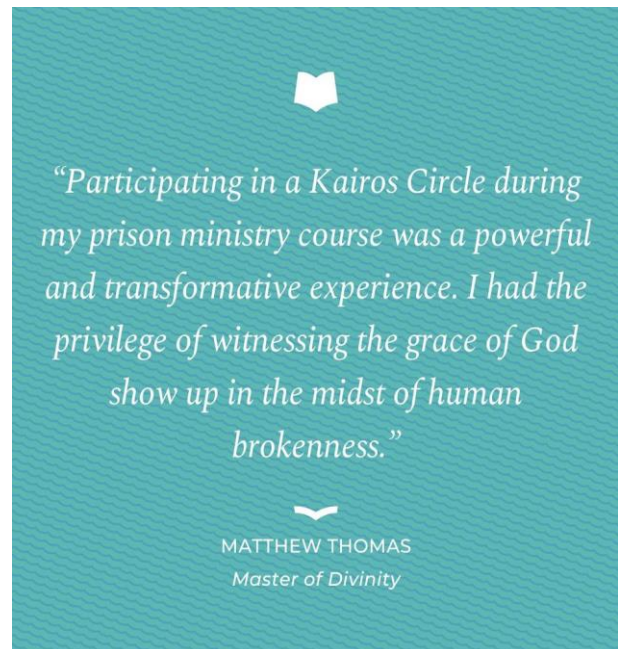 “Participating in a Kairos Circle during
my prison ministry course was a powerful
and transformative experience. I had the
privilege of witnessing the grace of God
show up in the midst of human
brokenness.”
MATTHEW THOMAS
Master of Divinity